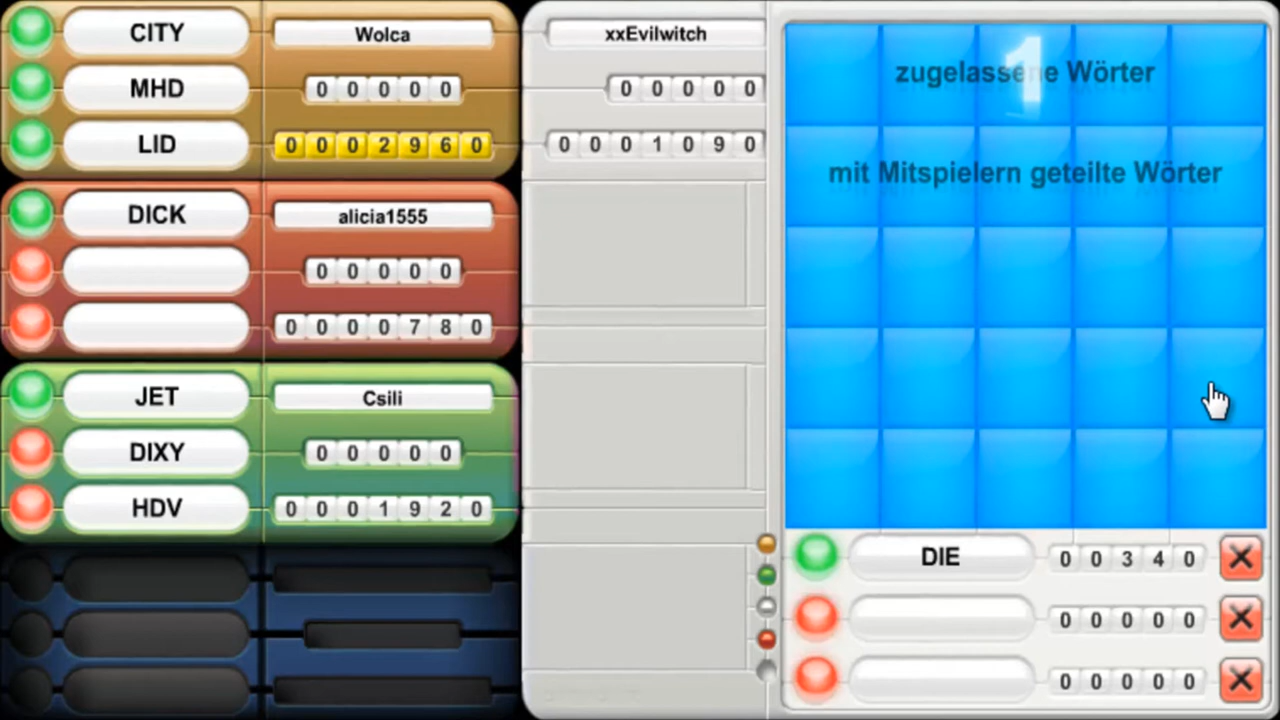 CITY
Wolca
MHD
0 0 0 0 0
LID
0 0 0 2 9 6 0
DICK
alicia1555
0 0 0 0 0
0 0 0 0 7 8 0
JET
Csili
DIXY
0 0 0 0 0
HDV
0 0 0 1 9 2 0
xxEvilwitch
0 0 0 0 0
0 0 0 1 0 9 0
1
zugelassene Wörter
mit Mitspielern geteilte Wörter
DIE
0 0 3 4 0
0 0 0 0 0
0 0 0 0 0